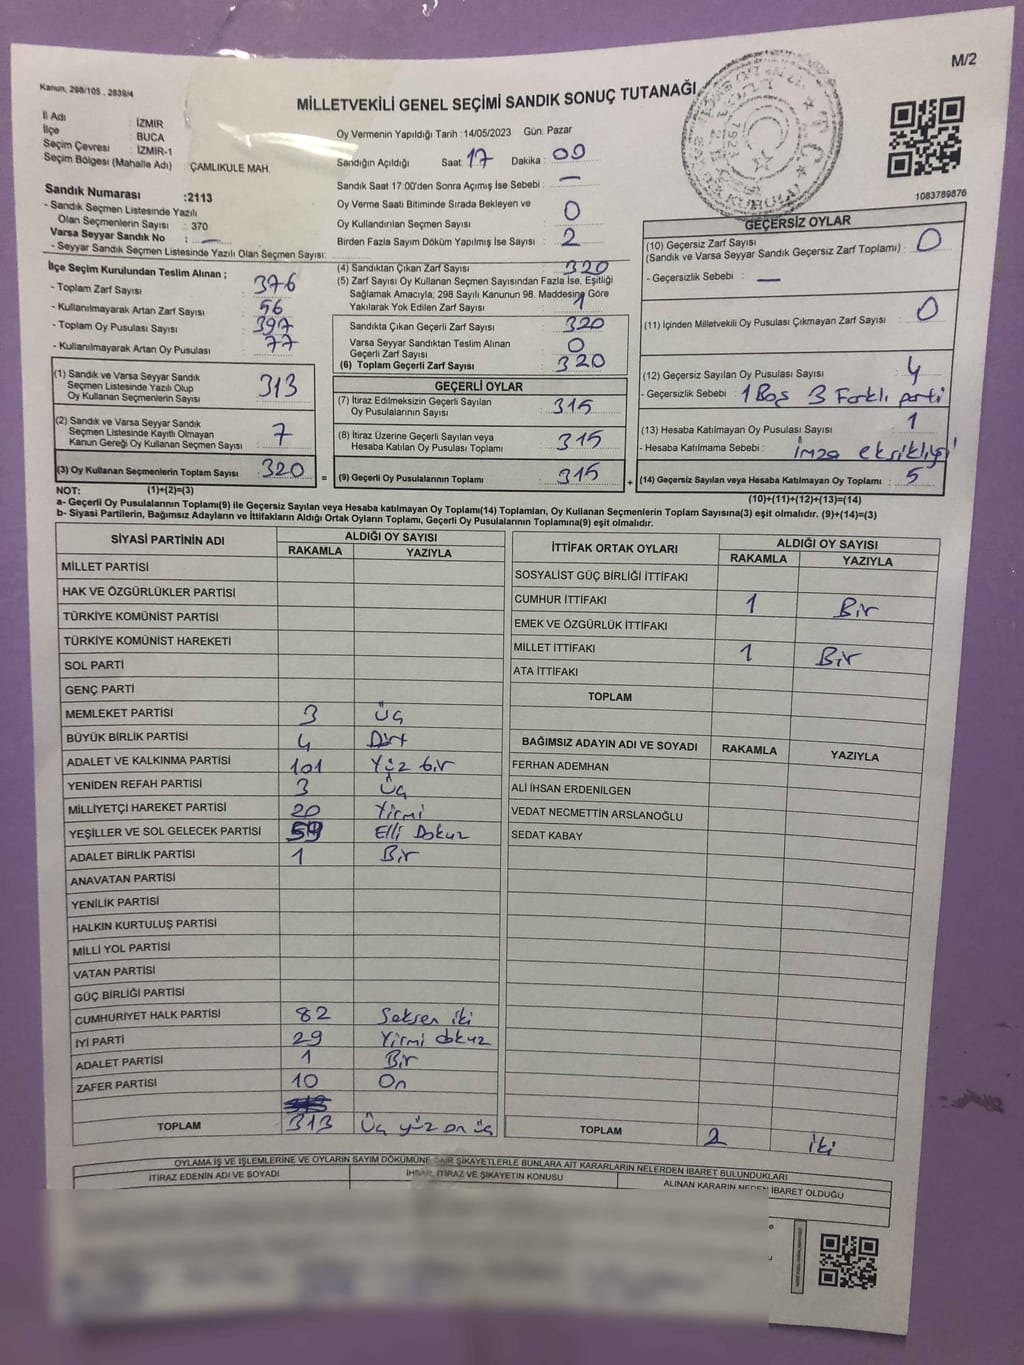 M/2
Kanun, 298/105, 2839/4
MİLLETVEKİLİ GENEL SEÇİMİ SANDIK SONUÇ TUTANAĞI
İl Adı : İZMİR
İlçe : BUCA
Seçim Çevresi : İZMİR-1
Seçim Bölgesi (Mahalle Adı) ÇAMLIKULE MAH.
Oy Vermenin Yapıldığı Tarih :14/05/2023 Gün. Pazar
Sandığın Açıldığı Saat: 17 Dakika: 00
Sandık Saat 17:00'den Sonra Açımış İse Sebebi : —
Oy Verme Saati Bitiminde Sırada Bekleyen ve
Oy Kullandırılan Seçmen Sayısı : 0
Birden Fazla Sayım Döküm Yapılmış İse Sayısı : 2
1083789876
Sandık Numarası :2113
- Sandık Seçmen Listesinde Yazılı
Olan Seçmenlerin Sayısı : 370
Varsa Seyyar Sandık No : —
- Seyyar Sandık Seçmen Listesinde Yazılı Olan Seçmen Sayısı:
İlçe Seçim Kurulundan Teslim Alınan ;
- Toplam Zarf Sayısı : 376
- Kullanılmayarak Artan Zarf Sayısı : 56
- Toplam Oy Pusulası Sayısı : 397
- Kullanılmayarak Artan Oy Pusulası : 77
(1) Sandık ve Varsa Seyyar Sandık
Seçmen Listesinde Yazılı Olup
Oy Kullanan Seçmenlerin Sayısı : 313
(2) Sandık ve Varsa Seyyar Sandık
Seçmen Listesinde Kayıtlı Olmayan
Kanun Gereği Oy Kullanan Seçmen Sayısı : 7
(3) Oy Kullanan Seçmenlerin Toplam Sayısı : 320
(4) Sandıktan Çıkan Zarf Sayısı : 320
(5) Zarf Sayısı Oy Kullanan Seçmen Sayısından Fazla İse, Eşitliği
Sağlamak Amacıyla; 298 Sayılı Kanunun 98. Maddesine Göre
Yakılarak Yok Edilen Zarf Sayısı : 1
Sandıkta Çıkan Geçerli Zarf Sayısı : 320
Varsa Seyyar Sandıktan Teslim Alınan
Geçerli Zarf Sayısı : 0
(6) Toplam Geçerli Zarf Sayısı : 320
GEÇERLİ OYLAR
(7) İtiraz Edilmeksizin Geçerli Sayılan
Oy Pusulalarının Sayısı : 315
(8) İtiraz Üzerine Geçerli Sayılan veya
Hesaba Katılan Oy Pusulası Toplamı : 315
= (9) Geçerli Oy Pusulalarının Toplamı : 315 +
GEÇERSİZ OYLAR
(10) Geçersiz Zarf Sayısı
(Sandık ve Varsa Seyyar Sandık Geçersiz Zarf Toplamı) : 0
- Geçersizlik Sebebi : —
(11) İçinden Milletvekili Oy Pusulası Çıkmayan Zarf Sayısı : 0
(12) Geçersiz Sayılan Oy Pusulası Sayısı : 4
- Geçersizlik Sebebi : 1 Boş 3 Farklı parti
(13) Hesaba Katılmayan Oy Pusulası Sayısı : 1
- Hesaba Katılmama Sebebi : İmza eksikliği
(14) Geçersiz Sayılan veya Hesaba Katılmayan Oy Toplamı : 5
NOT: (1)+(2)=(3)
(10)+(11)+(12)+(13)=(14)
a- Geçerli Oy Pusulalarının Toplamı(9) ile Geçersiz Sayılan veya Hesaba katılmayan Oy Toplamı(14) Toplamları, Oy Kullanan Seçmenlerin Toplam Sayısına(3) eşit olmalıdır. (9)+(14)=(3)
b- Siyasi Partilerin, Bağımsız Adayların ve İttifakların Aldığı Ortak Oyların Toplamı, Geçerli Oy Pusulalarının Toplamına(9) eşit olmalıdır.
SİYASİ PARTİNİN ADI ALDIĞI OY SAYISI
RAKAMLA YAZIYLA
MİLLET PARTİSİ
HAK VE ÖZGÜRLÜKLER PARTİSİ
TÜRKİYE KOMÜNİST PARTİSİ
TÜRKİYE KOMÜNİST HAREKETİ
SOL PARTİ
GENÇ PARTİ
MEMLEKET PARTİSİ 3 Üç
BÜYÜK BİRLİK PARTİSİ 4 Dört
ADALET VE KALKINMA PARTİSİ 101 Yüz bir
YENİDEN REFAH PARTİSİ 3 Üç
MİLLİYETÇİ HAREKET PARTİSİ 20 Yirmi
YEŞİLLER VE SOL GELECEK PARTİSİ 59 Elli Dokuz
ADALET BİRLİK PARTİSİ 1 Bir
ANAVATAN PARTİSİ
YENİLİK PARTİSİ
HALKIN KURTULUŞ PARTİSİ
MİLLİ YOL PARTİSİ
VATAN PARTİSİ
GÜÇ BİRLİĞİ PARTİSİ
CUMHURİYET HALK PARTİSİ 82 Seksen iki
İYİ PARTİ 29 Yirmi dokuz
ADALET PARTİSİ 1 Bir
ZAFER PARTİSİ 10 On
TOPLAM 313 Üç yüz on üç
İTTİFAK ORTAK OYLARI ALDIĞI OY SAYISI
RAKAMLA YAZIYLA
SOSYALİST GÜÇ BİRLİĞİ İTTİFAKI
CUMHUR İTTİFAKI 1 Bir
EMEK VE ÖZGÜRLÜK İTTİFAKI
MİLLET İTTİFAKI 1 Bir
ATA İTTİFAKI
TOPLAM
BAĞIMSIZ ADAYIN ADI VE SOYADI RAKAMLA YAZIYLA
FERHAN ADEMHAN
ALİ İHSAN ERDENİLGEN
VEDAT NECMETTİN ARSLANOĞLU
SEDAT KABAY
TOPLAM 2 İki
OYLAMA İŞ VE İŞLEMLERİNE VE OYLARIN SAYIM DÖKÜMÜNE DAİR ŞİKAYETLERLE BUNLARA AİT KARARLARIN NELERDEN İBARET BULUNDUKLARI
İTİRAZ EDENİN ADI VE SOYADI İHBAR, İTİRAZ VE ŞİKAYETİN KONUSU ALINAN KARARIN NEDEN İBARET OLDUĞU